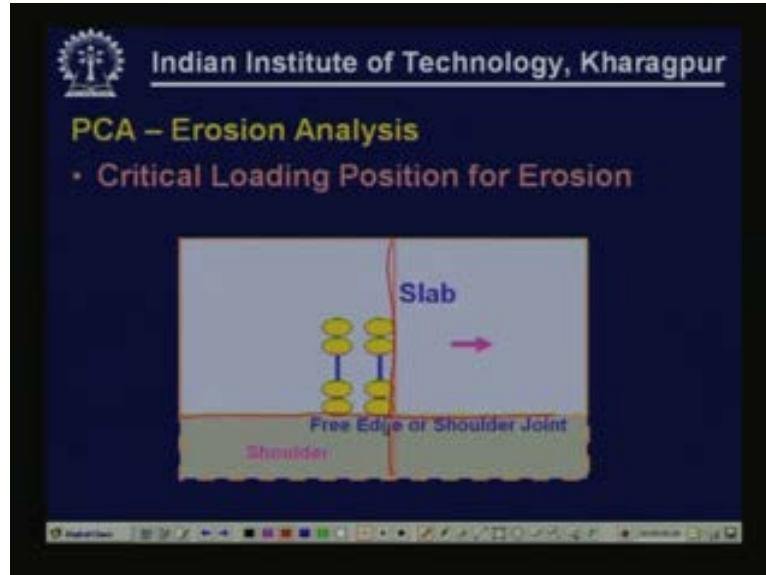 Indian Institute of Technology, Kharagpur
PCA – Erosion Analysis
• Critical Loading Position for Erosion
Slab
Free Edge or Shoulder Joint
Shoulder